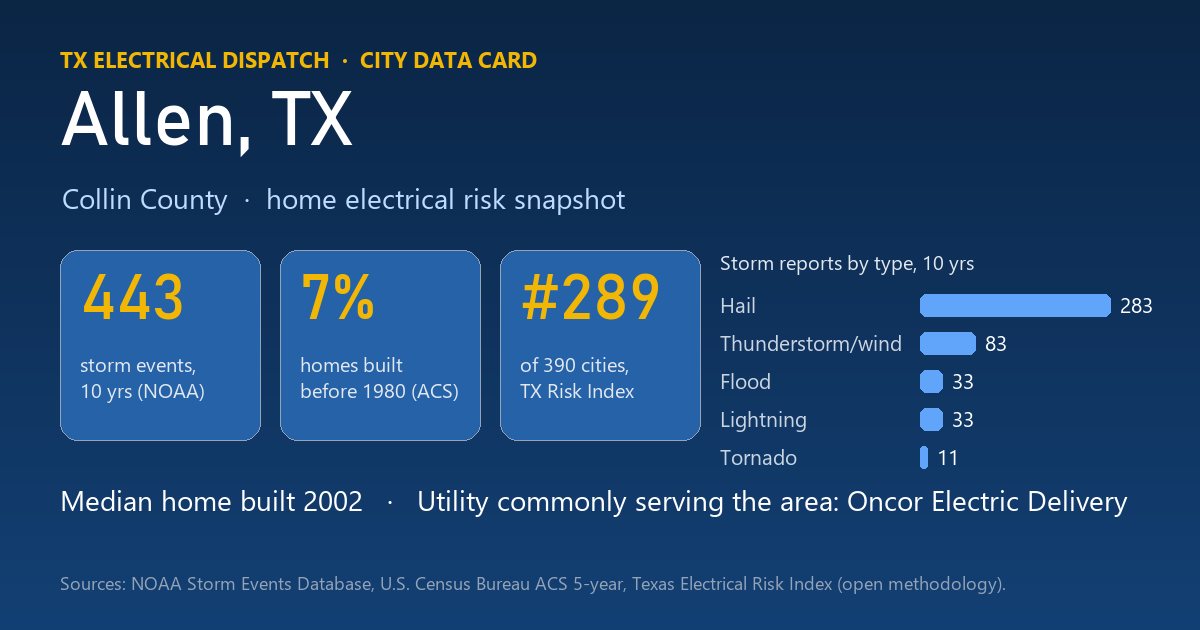 TX ELECTRICAL DISPATCH · CITY DATA CARD
Allen, TX
Collin County · home electrical risk snapshot
443
storm events,
10 yrs (NOAA)
7%
homes built
before 1980 (ACS)
#289
of 390 cities,
TX Risk Index
Storm reports by type, 10 yrs
Hail 283
Thunderstorm/wind 83
Flood 33
Lightning 33
Tornado 11
Median home built 2002 · Utility commonly serving the area: Oncor Electric Delivery
Sources: NOAA Storm Events Database, U.S. Census Bureau ACS 5-year, Texas Electrical Risk Index (open methodology).